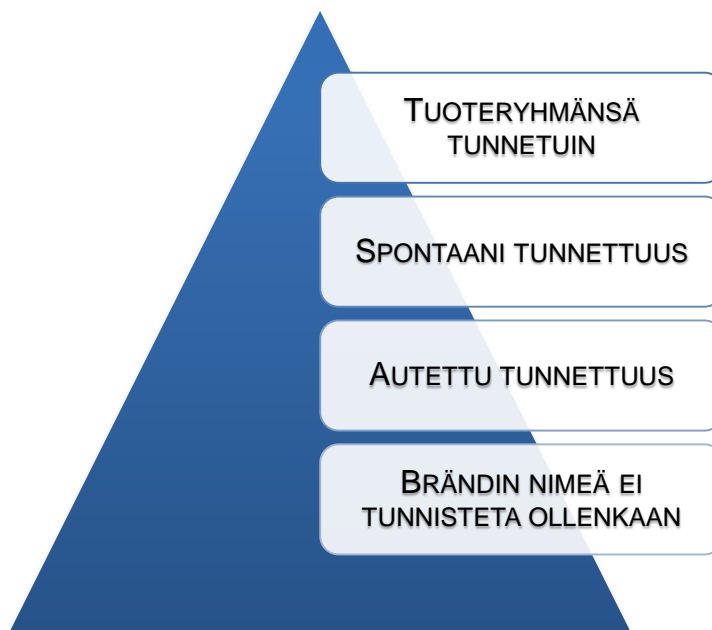 TUOTERYHMÄNSÄ
TUNNETUIN
SPONTAANI TUNNETTUUS
AUTETTU TUNNETTUUS
BRÄNDIN NIMEÄ EI
TUNNISTETA OLLENKAAN